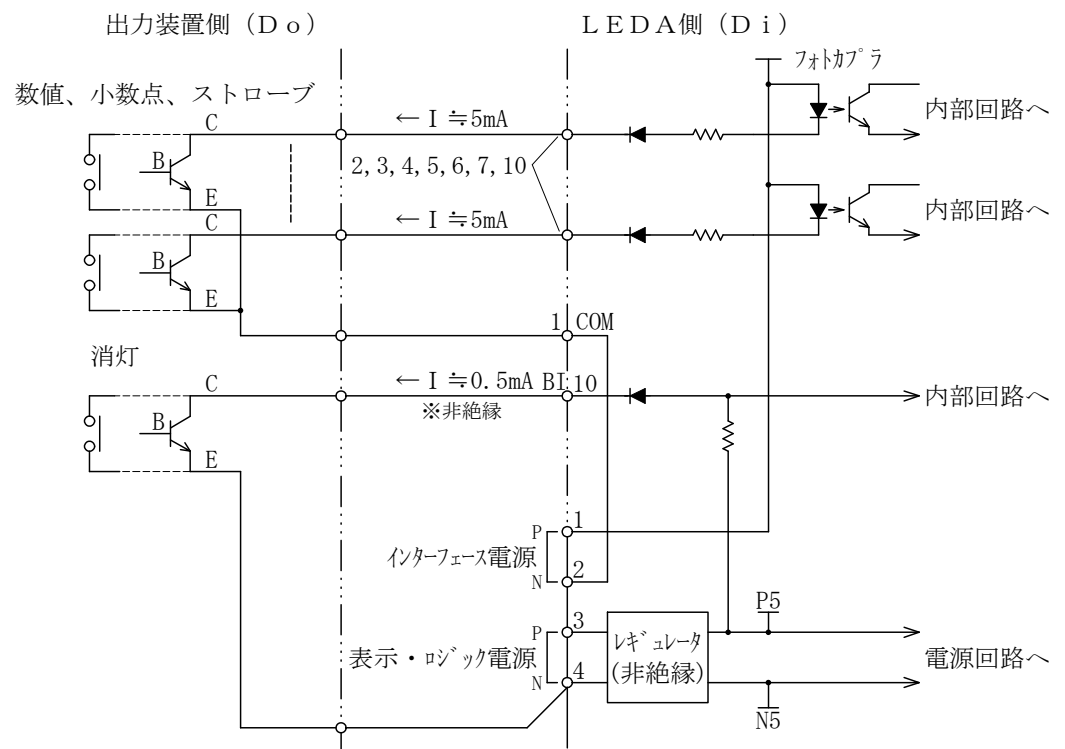 出力装置側（Ｄｏ）
ＬＥＤＡ側（Ｄｉ）
ﾌｫﾄｶﾌﾟﾗ
数値、小数点、ストローブ
C
← I ≒5mA
内部回路へ
B
2,3,4,5,6,7,10
E
C
← I ≒5mA
内部回路へ
B
E
1 COM
消灯
C
← I ≒0.5mA BI 10
内部回路へ
※非絶縁
B
E
P 1
ｲﾝﾀｰﾌｪｰｽ電源
N 2
P5
P 3
表示・ﾛｼﾞｯｸ電源
ﾚｷﾞｭﾚｰﾀ
(非絶縁)
電源回路へ
N 4
N5